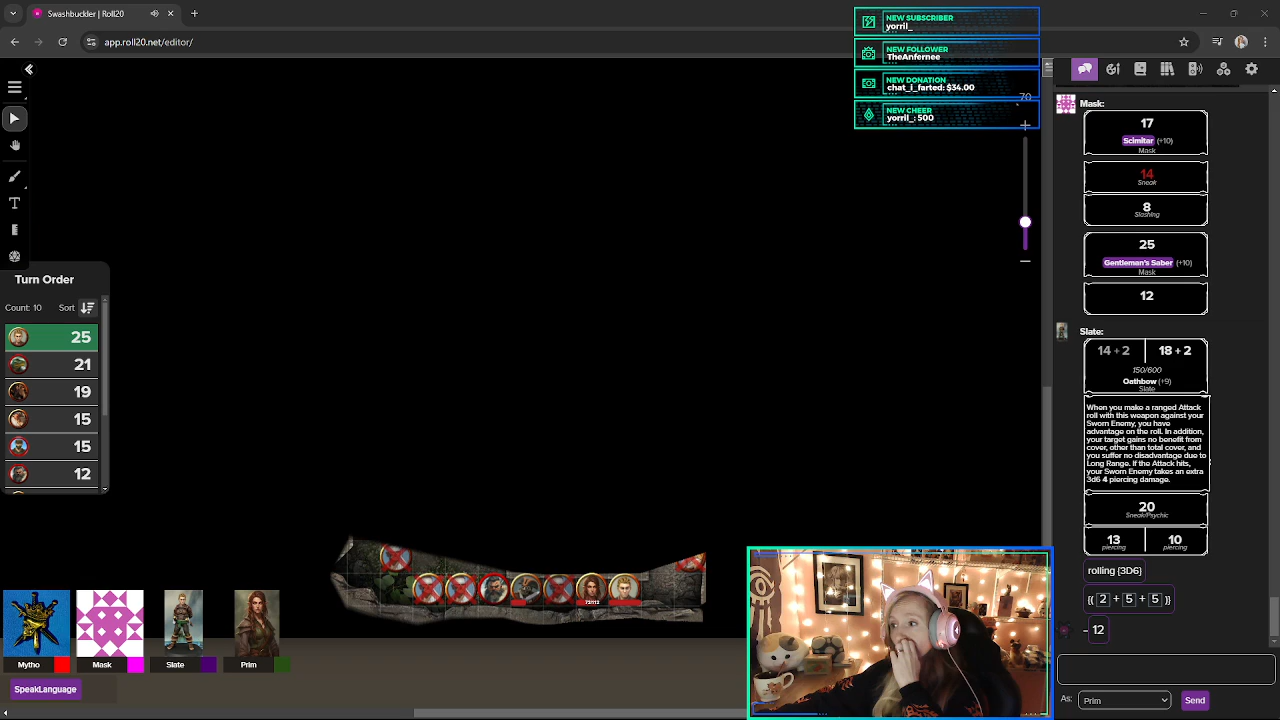 Swashbuckler | Roll20
app.roll20.net/editor/
NEW SUBSCRIBER
yorril_
NEW FOLLOWER
TheAnfernee
NEW DONATION
chat_i_farted: $34.00
NEW CHEER
yorril_: 500
70
Turn Order
Count: 10 Sort
25
21
19
15
15
12
73/112
Mytho
Mask
Slate
Prim
SpeakLanguage
Mask:
17
Scimitar (+10)
Mask
14
Sneak
8
Slashing
25
Gentleman's Saber (+10)
Mask
12
Slate:
14 + 2 18 + 2
150/600
Oathbow (+9)
Slate
When you make a ranged Attack
roll with this weapon against your
Sworn Enemy, you have
advantage on the roll. In addition,
your target gains no benefit from
cover, other than total cover, and
you suffer no disadvantage due to
Long Range. If the Attack hits,
your Sworn Enemy takes an extra
3d6 4 piercing damage.
20
Sneak/Psychic
13 10
piercing piercing
rolling {3D6}
{{ 2 + 5 + 5 }
= 12
As: Prim Send